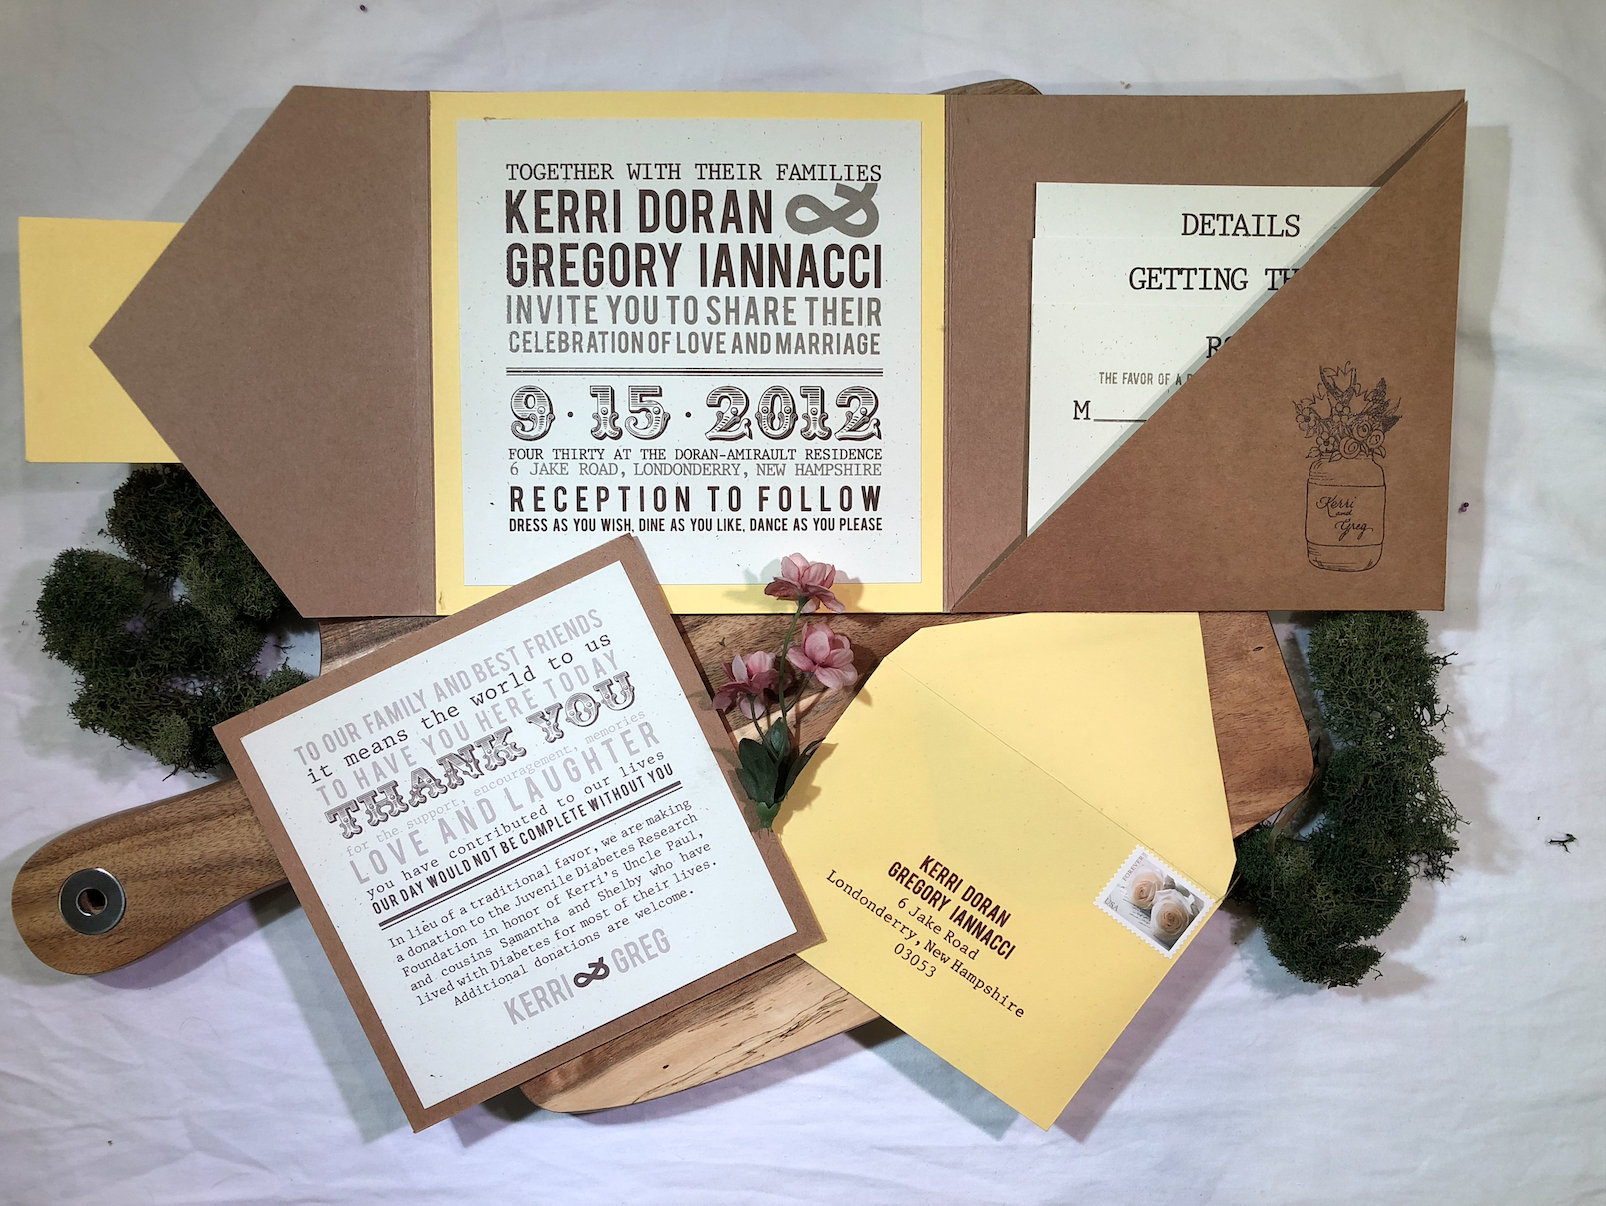 TOGETHER WITH THEIR FAMILIES
KERRI DORAN &
GREGORY IANNACCI
INVITE YOU TO SHARE THEIR
CELEBRATION OF LOVE AND MARRIAGE
9·15·2012
FOUR THIRTY AT THE DORAN-AMIRAULT RESIDENCE
6 JAKE ROAD, LONDONDERRY, NEW HAMPSHIRE
RECEPTION TO FOLLOW
DRESS AS YOU WISH, DINE AS YOU LIKE, DANCE AS YOU PLEASE
DETAILS
GETTING
THE FAVOR OF A
M
Kerri
and
Greg
TO OUR FAMILY AND BEST FRIENDS
it means the world to us
TO HAVE YOU HERE TODAY
THANK YOU
for the support, encouragement, memories
LOVE AND LAUGHTER
you have contributed to our lives
OUR DAY WOULD NOT BE COMPLETE WITHOUT YOU
In lieu of a traditional favor, we are making
a donation to the Juvenile Diabetes Research
Foundation in honor of Kerri's Uncle Paul,
and cousins Samantha and Shelby who have
lived with Diabetes for most of their lives.
Additional donations are welcome.
KERRI & GREG
KERRI DORAN
GREGORY IANNACCI
6 Jake Road
Londonderry, New Hampshire
03053
FOREVER
USA